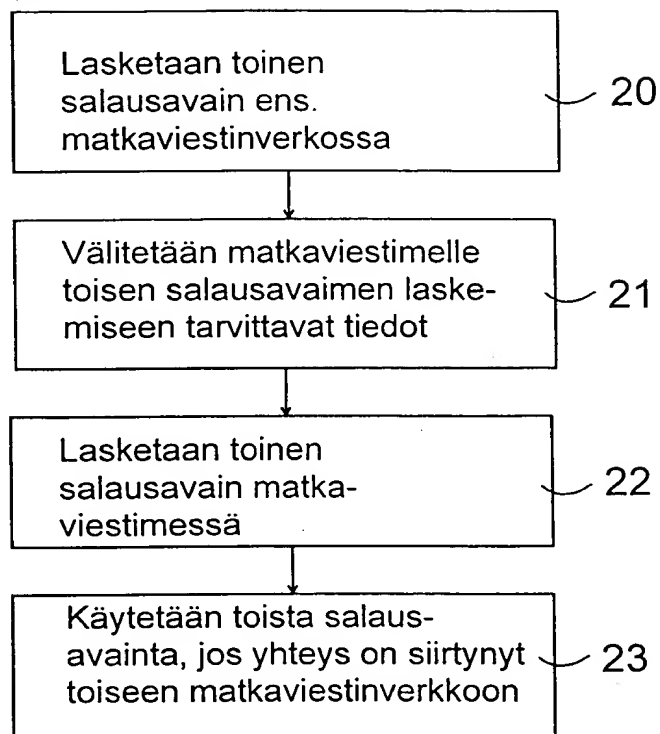 Lasketaan toinen
salausavain ens.
matkaviestinverkossa
20
Välitetään matkaviestimelle
toisen salausavaimen laske-
miseen tarvittavat tiedot
21
Lasketaan toinen
salausavain matka-
viestimessä
22
Käytetään toista salaus-
avainta, jos yhteys on siirtynyt
toiseen matkaviestinverkkoon
23